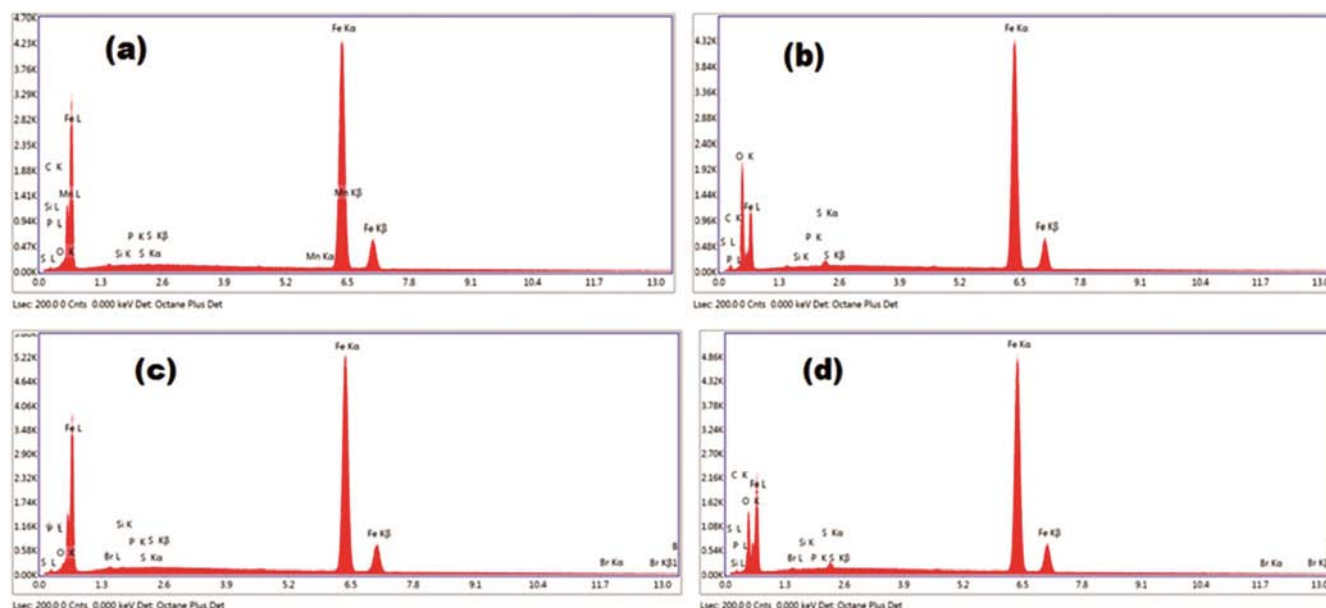 (a)
4.70K
4.23K
3.76K
3.29K
2.82K
2.35K
1.88K
1.41K
0.94K
0.47K
0.00K
Fe Kα
Fe L
C K
Mn L
Si L
P L
S L
O K
Si K
P K S Kβ
S Kα
Mn Kβ
Fe Kβ
Mn Kα
0.0 1.3 2.6 3.9 5.2 6.5 7.8 9.1 10.4 11.7 13.0
Lsec: 200.0 0 Cnts 0.000 keV Det: Octane Plus Det
(b)
4.32K
3.84K
3.36K
2.88K
2.40K
1.92K
1.44K
0.96K
0.48K
0.00K
Fe Kα
O K
Fe L
C K
S L
P L
S Kα
P K
Si K
S Kβ
Fe Kβ
0.0 1.3 2.6 3.9 5.2 6.5 7.8 9.1 10.4 11.7 13.0
Lsec: 200.0 0 Cnts 0.000 keV Det: Octane Plus Det
(c)
5.22K
4.64K
4.06K
3.48K
2.90K
2.32K
1.74K
1.16K
0.58K
0.00K
Fe Kα
Fe L
S L
O K
Si K
P K S Kβ
Br L
S Kα
Fe Kβ
Br Kα
Br Kβ1
0.0 1.3 2.6 3.9 5.2 6.5 7.8 9.1 10.4 11.7 13.0
Lsec: 200.0 0 Cnts 0.000 keV Det: Octane Plus Det
(d)
4.86K
4.32K
3.78K
3.24K
2.70K
2.16K
1.62K
1.08K
0.54K
0.00K
Fe Kα
C K
Fe L
O K
S L
P L
Si L
S Kα
Si K
Br L
P K S Kβ
Fe Kβ
Br Kα
0.0 1.3 2.6 3.9 5.2 6.5 7.8 9.1 10.4 11.7 13.0
Lsec: 200.0 0 Cnts 0.000 keV Det: Octane Plus Det